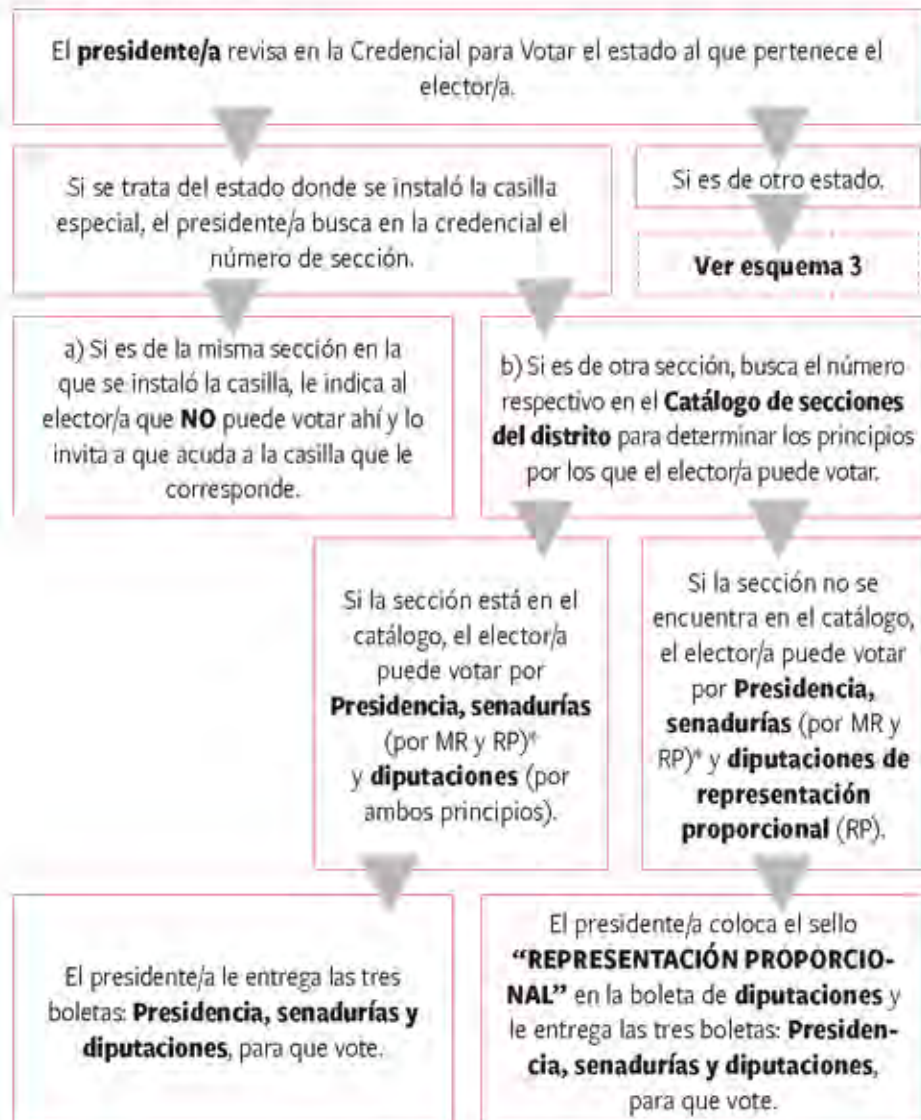 El presidente/a revisa en la Credencial para Votar el estado al que pertenece el
elector/a.
Si se trata del estado donde se instaló la casilla
especial, el presidente/a busca en la credencial el
número de sección.
Si es de otro estado.
Ver esquema 3
a) Si es de la misma sección en la
que se instaló la casilla, le indica al
elector/a que NO puede votar ahí y lo
invita a que acuda a la casilla que le
corresponde.
b) Si es de otra sección, busca el número
respectivo en el Catálogo de secciones
del distrito para determinar los principios
por los que el elector/a puede votar.
Si la sección está en el
catálogo, el elector/a
puede votar por
Presidencia, senadurías
(por MR y RP)*
y diputaciones (por
ambos principios).
Si la sección no se
encuentra en el catálogo,
el elector/a puede votar
por Presidencia,
senadurías (por MR y
RP)* y diputaciones de
representación
proporcional (RP).
El presidente/a le entrega las tres
boletas: Presidencia, senadurías y
diputaciones, para que vote.
El presidente/a coloca el sello
“REPRESENTACIÓN PROPORCIO-
NAL” en la boleta de diputaciones y
le entrega las tres boletas: Presiden-
cia, senadurías y diputaciones,
para que vote.